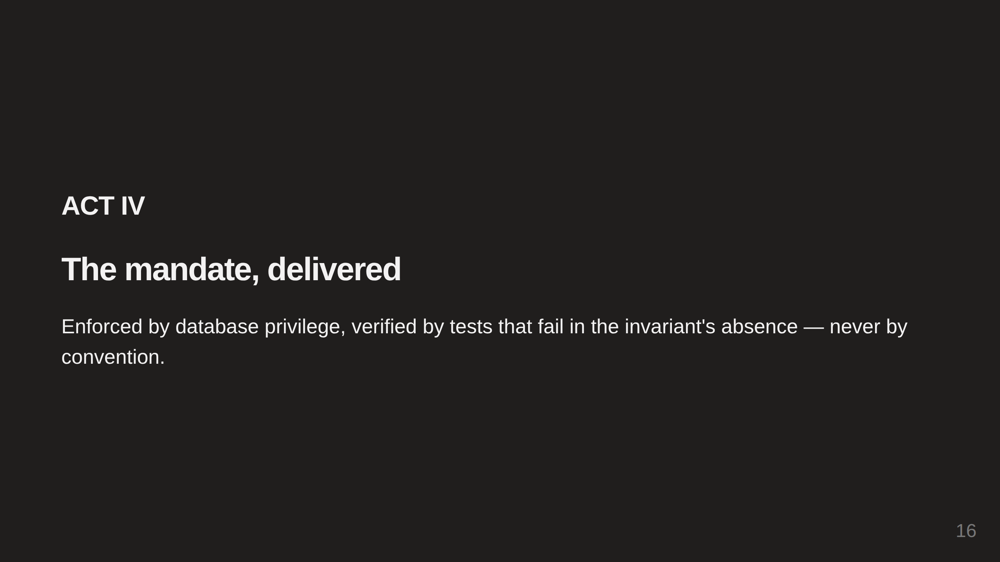 ACT IV
The mandate, delivered
Enforced by database privilege, verified by tests that fail in the invariant's absence — never by
convention.
16